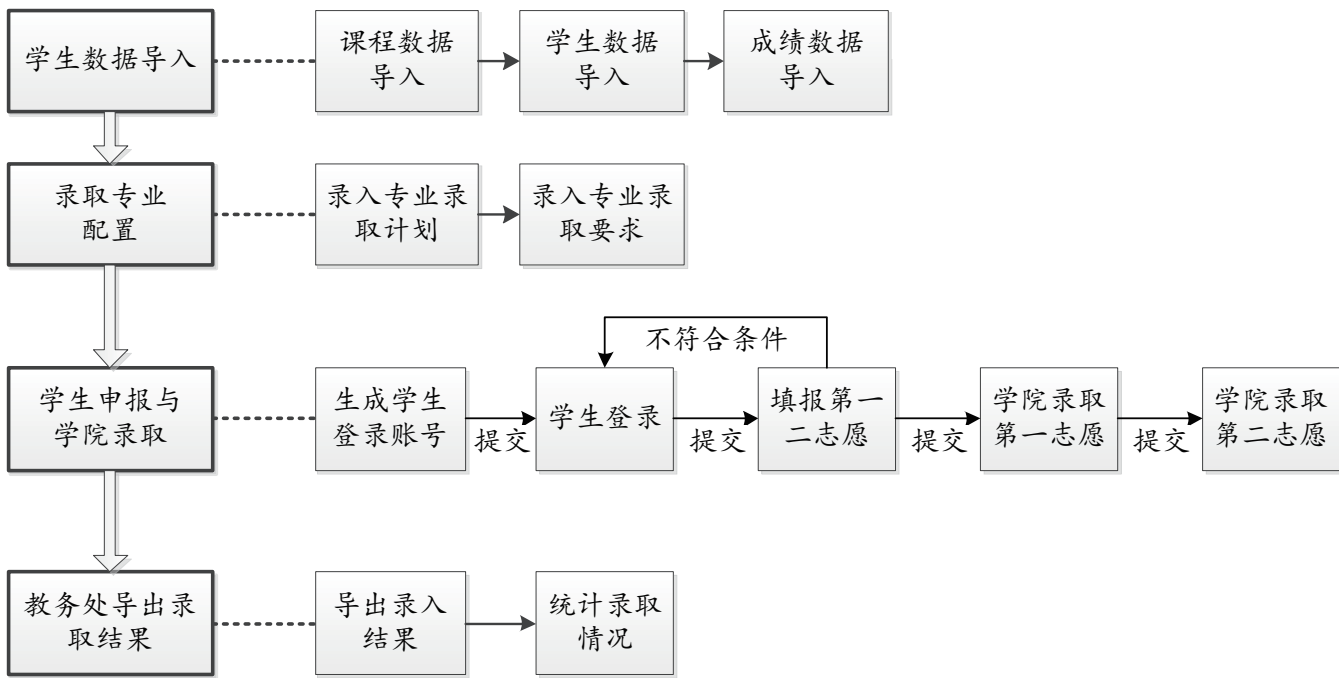 学生数据导入
课程数据
导入
学生数据
导入
成绩数据
导入
录取专业
配置
录入专业录
取计划
录入专业录
取要求
不符合条件
学生申报与
学院录取
生成学生
登录账号
提交
学生登录
提交
填报第一
二志愿
提交
学院录取
第一志愿
提交
学院录取
第二志愿
教务处导出录
取结果
导出录入
结果
统计录取
情况